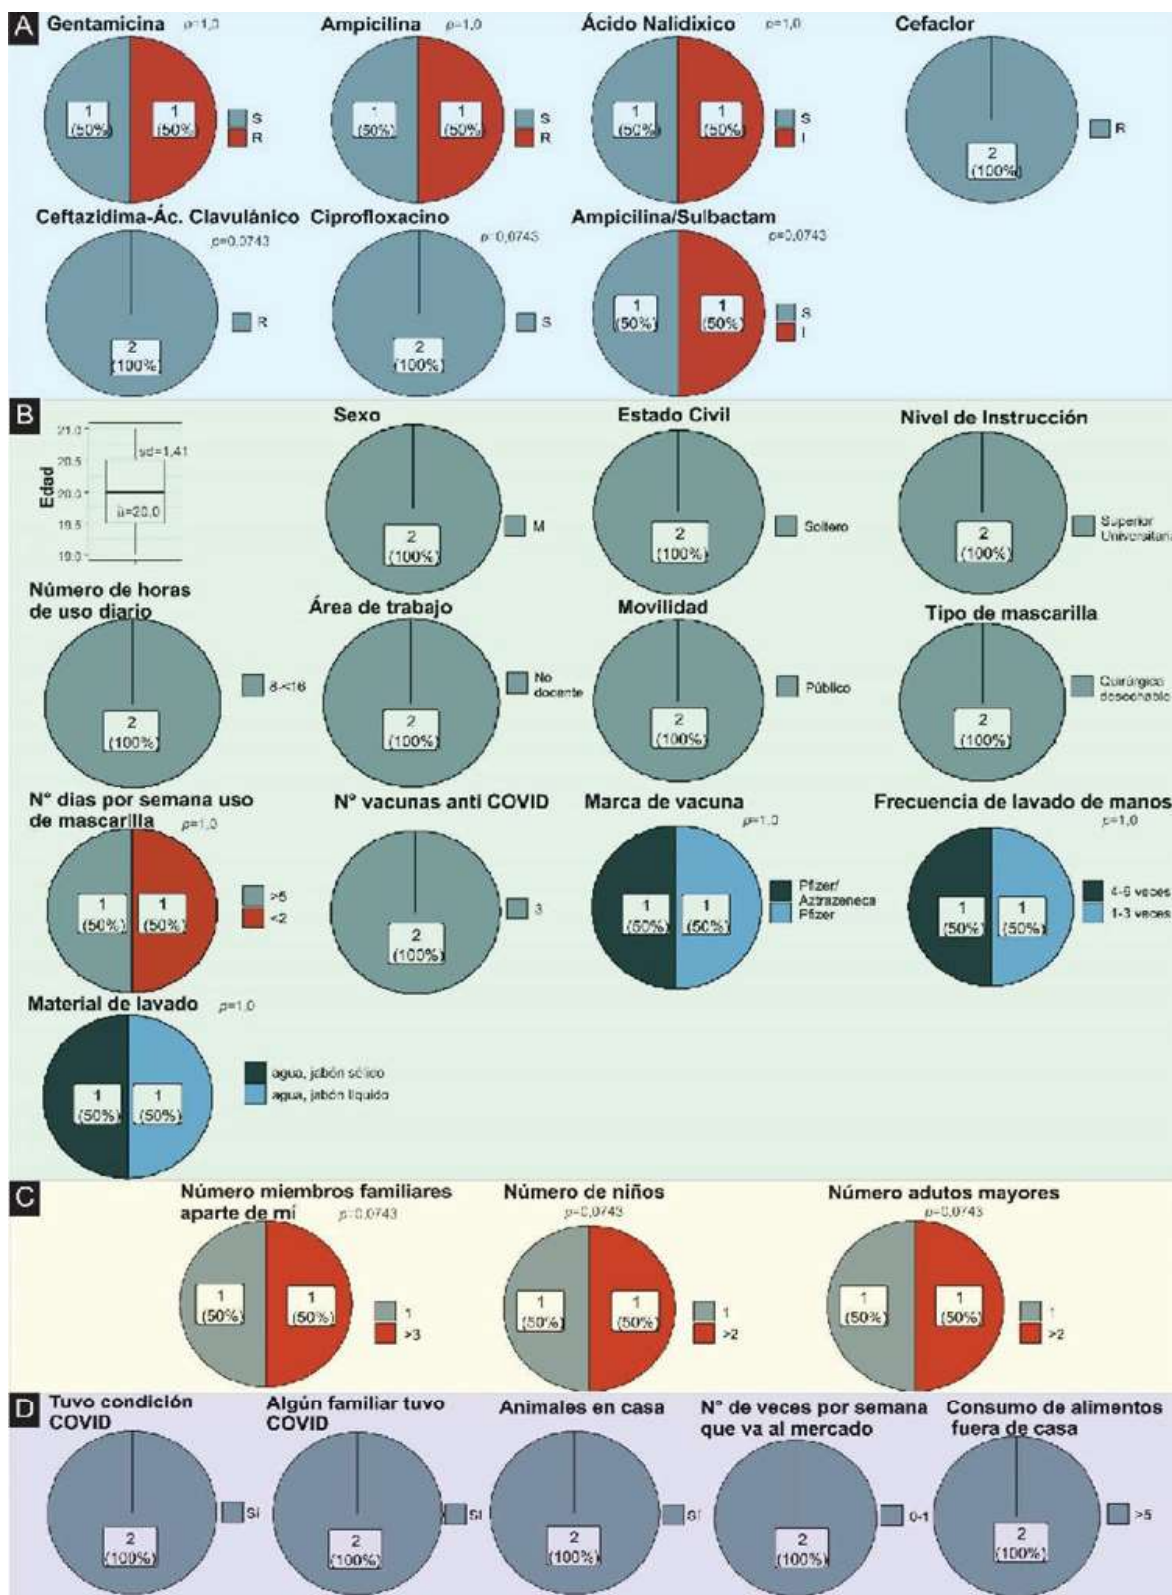 A
Gentamicina p=1,0
Ampicilina p=1,0
Ácido Nalidíxico p=1,0
Cefaclor
1
(50%)
1
(50%)
S
R
1
(50%)
1
(50%)
S
R
1
(50%)
1
(50%)
S
I
2
(100%)
R
Ceftazidima-Ác. Clavulánico
p=0,0743
Ciprofloxacino
p=0,0743
Ampicilina/Sulbactam
p=0,0743
2
(100%)
R
2
(100%)
S
1
(50%)
1
(50%)
S
I
B
Edad
21.0
20.5
20.0
19.5
19.0
sd=1,41
ū=20,0
Sexo
2
(100%)
M
Estado Civil
2
(100%)
Soltero
Nivel de Instrucción
2
(100%)
Superior
Universitaria
Número de horas
de uso diario
2
(100%)
8-<16
Área de trabajo
2
(100%)
No
docente
Movilidad
2
(100%)
Público
Tipo de mascarilla
2
(100%)
Quirúrgica
desechable
N° dias por semana uso
de mascarilla p=1,0
1
(50%)
1
(50%)
>5
<2
N° vacunas anti COVID
2
(100%)
3
Marca de vacuna
p=1,0
1
(50%)
1
(50%)
Pfizer/
Aztrazeneca
Pfizer
Frecuencia de lavado de manos
p=1,0
1
(50%)
1
(50%)
4-6 veces
1-3 veces
Material de lavado p=1,0
1
(50%)
1
(50%)
agua, jabón sólico
agua, jabón líquido
C
Número miembros familiares
aparte de mí p=0,0743
1
(50%)
1
(50%)
1
>3
Número de niños
p=0,0743
1
(50%)
1
(50%)
1
>2
Número adutos mayores
p=0,0743
1
(50%)
1
(50%)
1
>2
D
Tuvo condición
COVID
2
(100%)
Sí
Algún familiar tuvo
COVID
2
(100%)
Sí
Animales en casa
2
(100%)
Sí
N° de veces por semana
que va al mercado
2
(100%)
0-1
Consumo de alimentos
fuera de casa
2
(100%)
>5